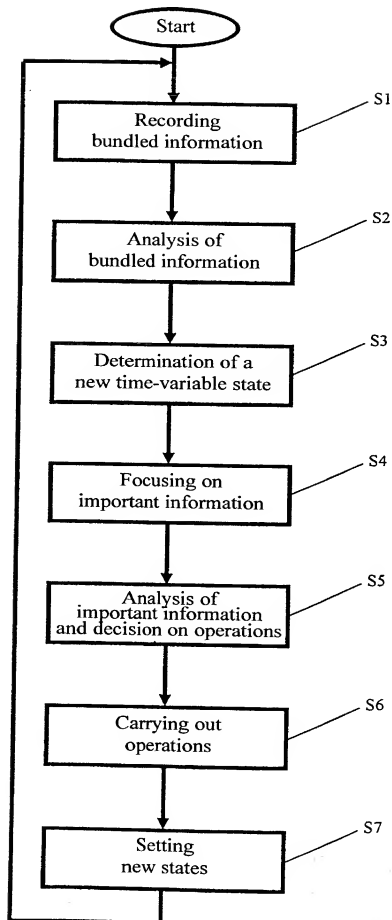 Start
Recording
bundled information
S1
Analysis of
bundled information
S2
Determination of a
new time-variable state
S3
Focusing on
important information
S4
Analysis of
important information
and decision on operations
S5
Carrying out
operations
S6
Setting
new states
S7